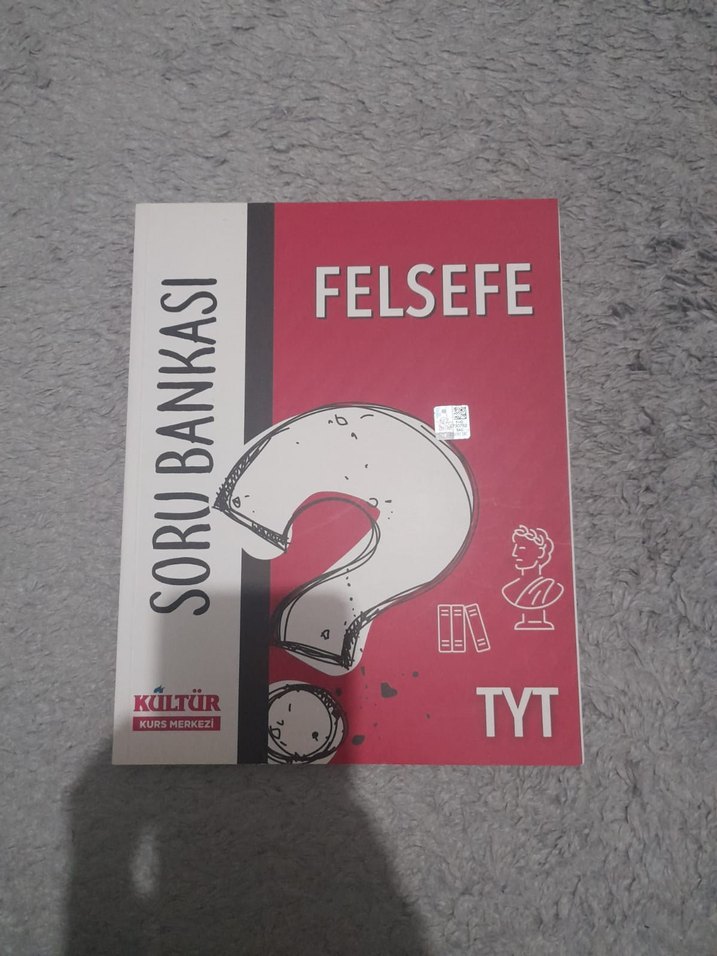 SORU BANKASI
FELSEFE
KÜLTÜR
KURS MERKEZİ
TYT